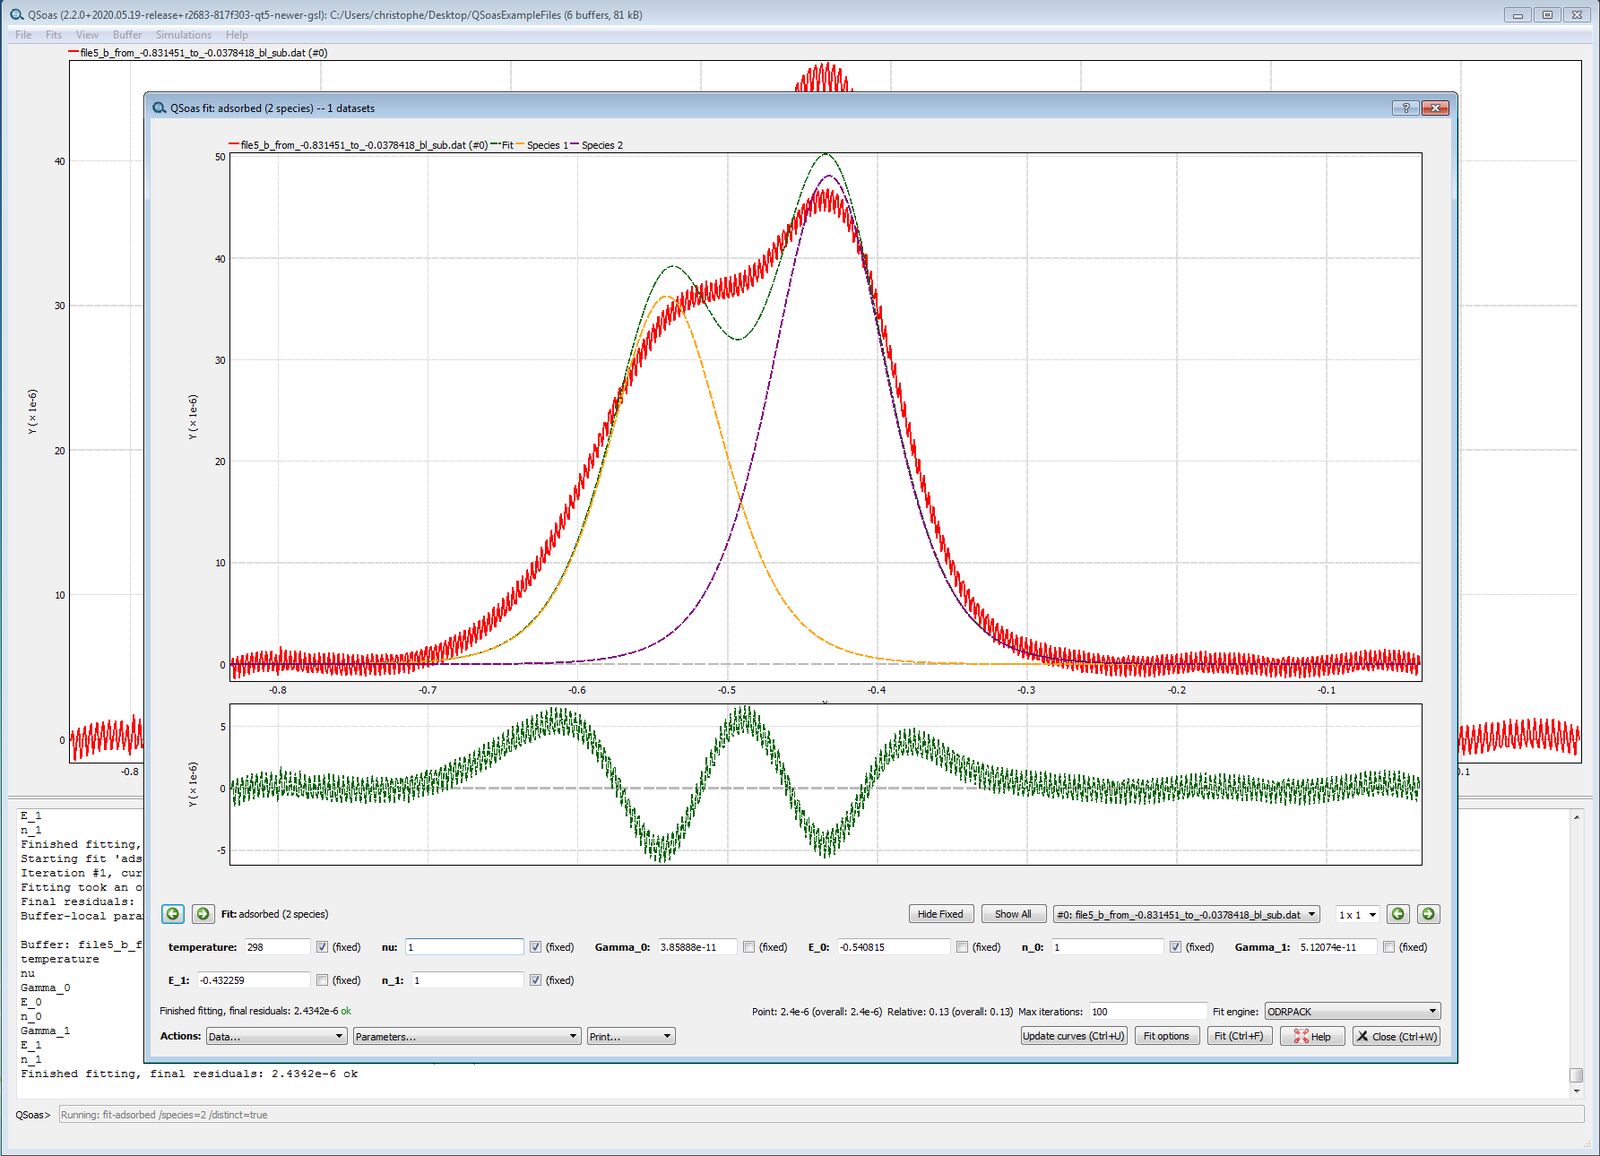 QSoas (2.2.0+2020.05.19-release+r2683-817f303-qt5-newer-gsl): C:/Users/christophe/Desktop/QSoasExampleFiles (6 buffers, 81 kB)
File Fits View Buffer Simulations Help
file5_b_from_-0.831451_to_-0.0378418_bl_sub.dat (#0)
40
30
20
10
0
Y (×1e-6)
-0.8
0.1
QSoas fit: adsorbed (2 species) -- 1 datasets
file5_b_from_-0.831451_to_-0.0378418_bl_sub.dat (#0) Fit Species 1 Species 2
50
40
30
20
10
0
Y (×1e-6)
-0.8 -0.7 -0.6 -0.5 -0.4 -0.3 -0.2 -0.1
5
0
-5
Y (×1e-6)
Fit: adsorbed (2 species) Hide Fixed Show All #0: file5_b_from_-0.831451_to_-0.0378418_bl_sub.dat 1 x 1
temperature: 298 (fixed) nu: 1 (fixed) Gamma_0: 3.85888e-11 (fixed) E_0: -0.540815 (fixed) n_0: 1 (fixed) Gamma_1: 5.12074e-11 (fixed)
E_1: -0.432259 (fixed) n_1: 1 (fixed)
Finished fitting, final residuals: 2.4342e-6 ok Point: 2.4e-6 (overall: 2.4e-6) Relative: 0.13 (overall: 0.13) Max iterations: 100 Fit engine: ODRPACK
Actions: Data... Parameters... Print... Update curves (Ctrl+U) Fit options Fit (Ctrl+F) Help Close (Ctrl+W)
E_1
n_1
Finished fitting,
Starting fit 'ads
Iteration #1, cur
Fitting took an o
Final residuals:
Buffer-local para
Buffer: file5_b_f
temperature
nu
Gamma_0
E_0
n_0
Gamma_1
E_1
n_1
Finished fitting, final residuals: 2.4342e-6 ok
QSoas> Running: fit-adsorbed /species=2 /distinct=true